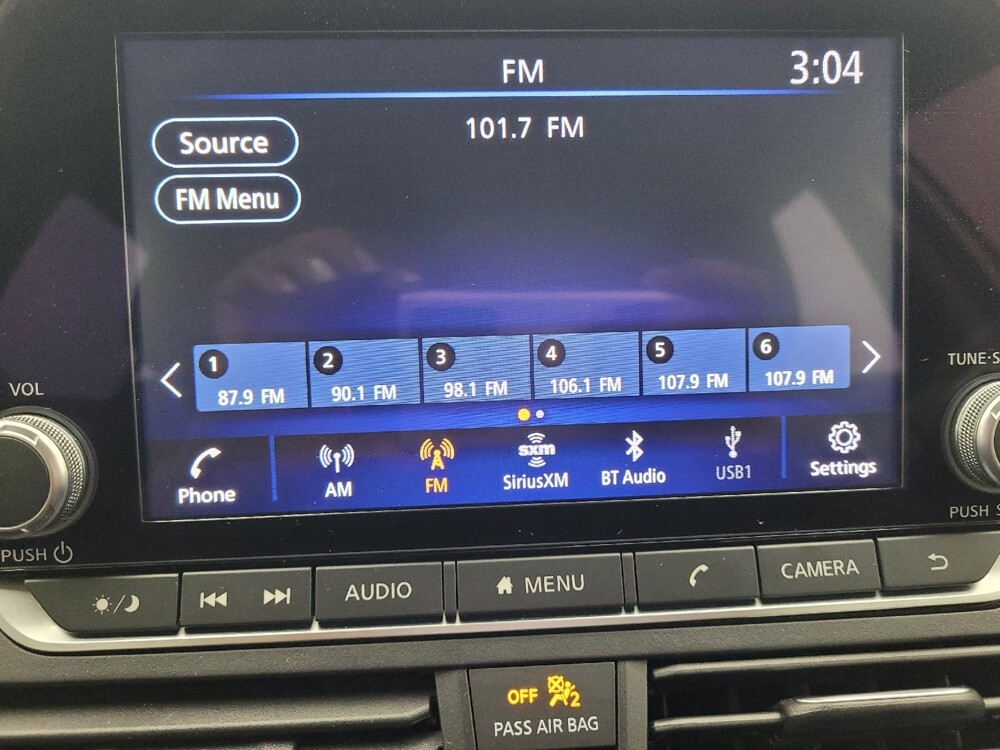 FM
3:04
101.7 FM
Source
FM Menu
1
2
3
4
5
6
87.9 FM
90.1 FM
98.1 FM
106.1 FM
107.9 FM
107.9 FM
VOL
TUNE·S
Phone
AM
FM
sxm
SiriusXM
BT Audio
USB1
Settings
PUSH
PUSH S
AUDIO
MENU
CAMERA
OFF
2
PASS AIR BAG